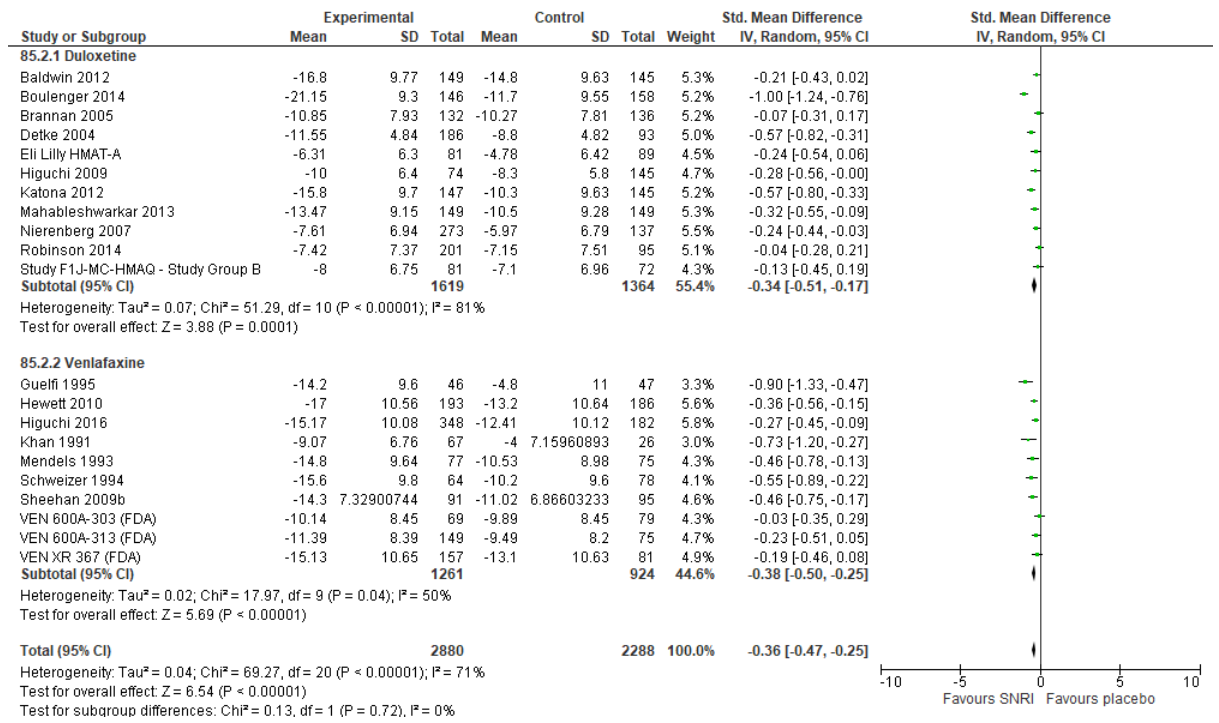 Experimental Control Std. Mean Difference Std. Mean Difference
Study or Subgroup Mean SD Total Mean SD Total Weight IV, Random, 95% CI IV, Random, 95% CI
85.2.1 Duloxetine
Baldwin 2012 -16.8 9.77 149 -14.8 9.63 145 5.3% -0.21 [-0.43, 0.02]
Boulenger 2014 -21.15 9.3 146 -11.7 9.55 158 5.2% -1.00 [-1.24, -0.76]
Brannan 2005 -10.85 7.93 132 -10.27 7.81 136 5.1% -0.07 [-0.31, 0.17]
Detke 2004 -11.55 4.84 186 -8.8 4.82 93 5.0% -0.57 [-0.82, -0.31]
Eli Lilly HMAT-A -6.31 6.3 81 -4.78 6.42 89 4.5% -0.24 [-0.54, 0.06]
Higuchi 2009 -10 6.4 74 -8.3 5.8 145 4.7% -0.28 [-0.56, -0.00]
Katona 2012 -15.8 9.7 147 -10.3 9.63 145 5.2% -0.57 [-0.80, -0.33]
Mahableshwarkar 2013 -13.47 9.15 149 -10.5 9.28 149 5.3% -0.32 [-0.55, -0.09]
Nierenberg 2007 -7.61 6.94 273 -5.97 6.79 137 5.5% -0.24 [-0.44, -0.03]
Robinson 2014 -7.42 7.37 201 -7.15 7.51 95 5.1% -0.04 [-0.28, 0.21]
Study F1J-MC-HMAQ - Study Group B -8 6.75 81 -7.1 6.96 72 4.3% -0.13 [-0.45, 0.19]
Subtotal (95% CI) 1619 1364 55.4% -0.34 [-0.51, -0.17]
Heterogeneity: Tau² = 0.07; Chi² = 51.29, df = 10 (P < 0.00001); I² = 81%
Test for overall effect: Z = 3.88 (P = 0.0001)
85.2.2 Venlafaxine
Guelfi 1995 -14.2 9.6 46 -4.8 11 47 3.3% -0.90 [-1.33, -0.47]
Hewett 2010 -17 10.56 193 -13.2 10.64 186 5.6% -0.36 [-0.56, -0.15]
Higuchi 2016 -15.17 10.08 348 -12.41 10.12 182 5.8% -0.27 [-0.45, -0.09]
Khan 1991 -9.07 6.76 67 -4 7.15960893 26 3.0% -0.73 [-1.20, -0.27]
Mendels 1993 -14.8 9.64 77 -10.53 8.98 75 4.3% -0.46 [-0.78, -0.13]
Schweizer 1994 -15.6 9.8 64 -10.2 9.6 78 4.1% -0.55 [-0.89, -0.22]
Sheehan 2009b -14.3 7.32900744 91 -11.02 6.86603233 95 4.6% -0.46 [-0.75, -0.17]
VEN 600A-303 (FDA) -10.14 8.45 69 -9.89 8.45 79 4.3% -0.03 [-0.35, 0.29]
VEN 600A-313 (FDA) -11.39 8.39 149 -9.49 8.2 75 4.7% -0.23 [-0.51, 0.05]
VEN XR 367 (FDA) -15.13 10.65 157 -13.1 10.63 81 4.9% -0.19 [-0.46, 0.08]
Subtotal (95% CI) 1261 924 44.6% -0.38 [-0.50, -0.25]
Heterogeneity: Tau² = 0.02; Chi² = 17.97, df = 9 (P = 0.04); I² = 50%
Test for overall effect: Z = 5.69 (P < 0.00001)
Total (95% CI) 2880 2288 100.0% -0.36 [-0.47, -0.25]
Heterogeneity: Tau² = 0.04; Chi² = 69.27, df = 20 (P < 0.00001); I² = 71%
Test for overall effect: Z = 6.54 (P < 0.00001)
Test for subgroup differences: Chi² = 0.13, df = 1 (P = 0.72), I² = 0%
-10 -5 0 5 10
Favours SNRI Favours placebo